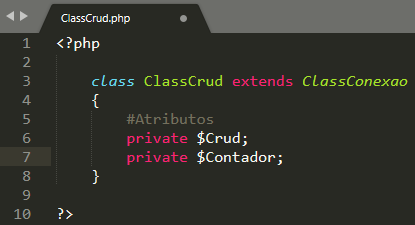 ClassCrud.php
1 <?php
2
3 class ClassCrud extends ClassConexao
4 {
5 #Atributos
6 private $Crud;
7 private $Contador;
8 }
9
10 ?>